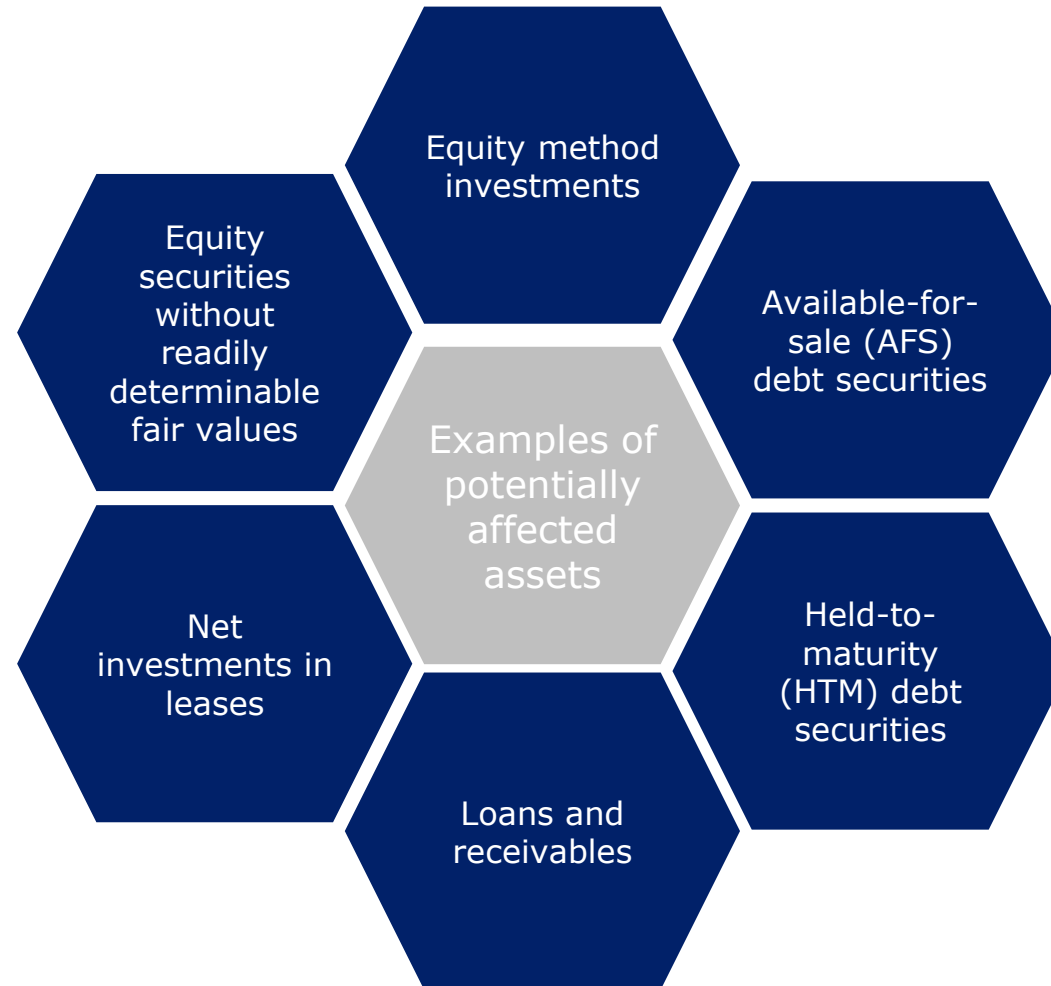 Equity method
investments
Equity
securities
without
readily
determinable
fair values
Available-for-
sale (AFS)
debt securities
Examples of
potentially
affected
assets
Net
investments in
leases
Held-to-
maturity
(HTM) debt
securities
Loans and
receivables